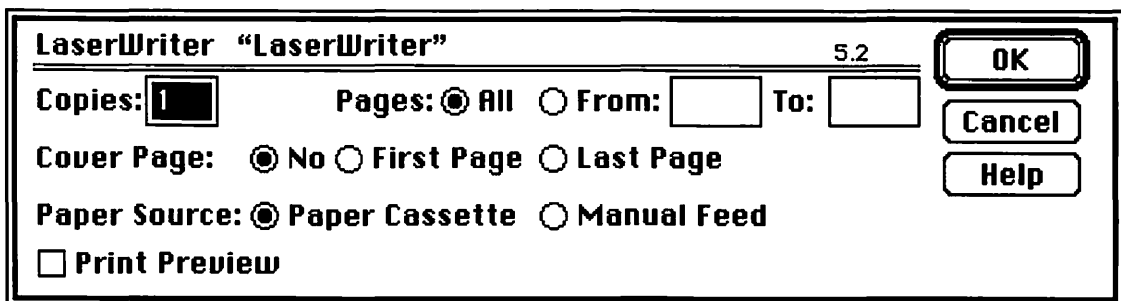 LaserWriter “LaserWriter” 5.2 OK
Copies: 1 Pages: All From: To: Cancel
Cover Page: No First Page Last Page Help
Paper Source: Paper Cassette Manual Feed
Print Preview